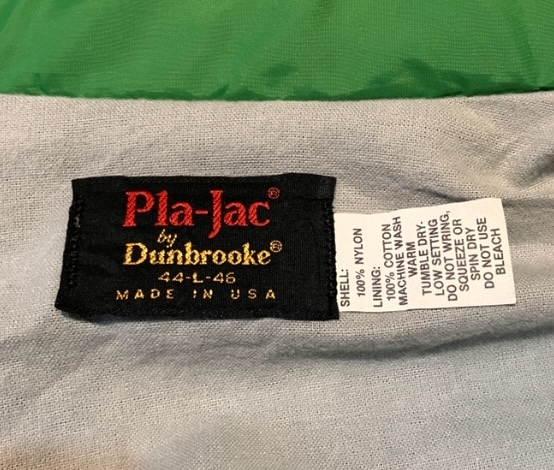 Pla-Jac®
by
Dunbrooke®
44-L-46
MADE IN USA
SHELL:
100% NYLON
LINING:
100% COTTON
MACHINE WASH
WARM
TUMBLE DRY-
LOW SETTING
DO NOT WRING,
SQUEEZE OR
SPIN DRY
DO NOT USE
BLEACH